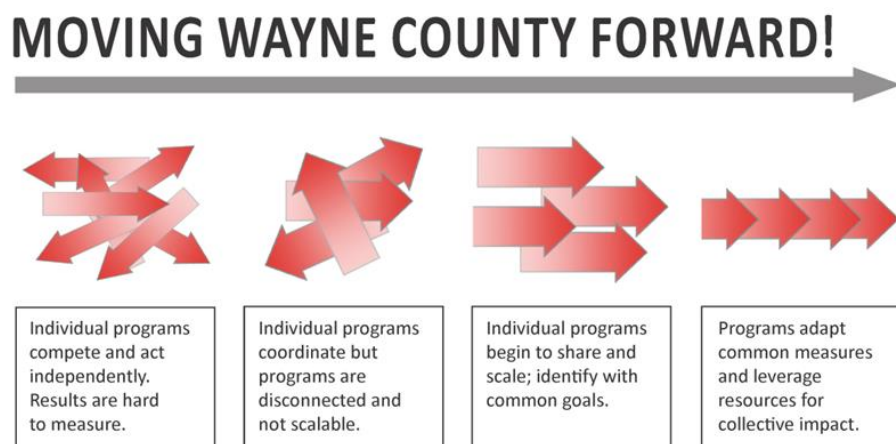 MOVING WAYNE COUNTY FORWARD!
Individual programs
compete and act
independently.
Results are hard
to measure.
Individual programs
coordinate but
programs are
disconnected and
not scalable.
Individual programs
begin to share and
scale; identify with
common goals.
Programs adapt
common measures
and leverage
resources for
collective impact.